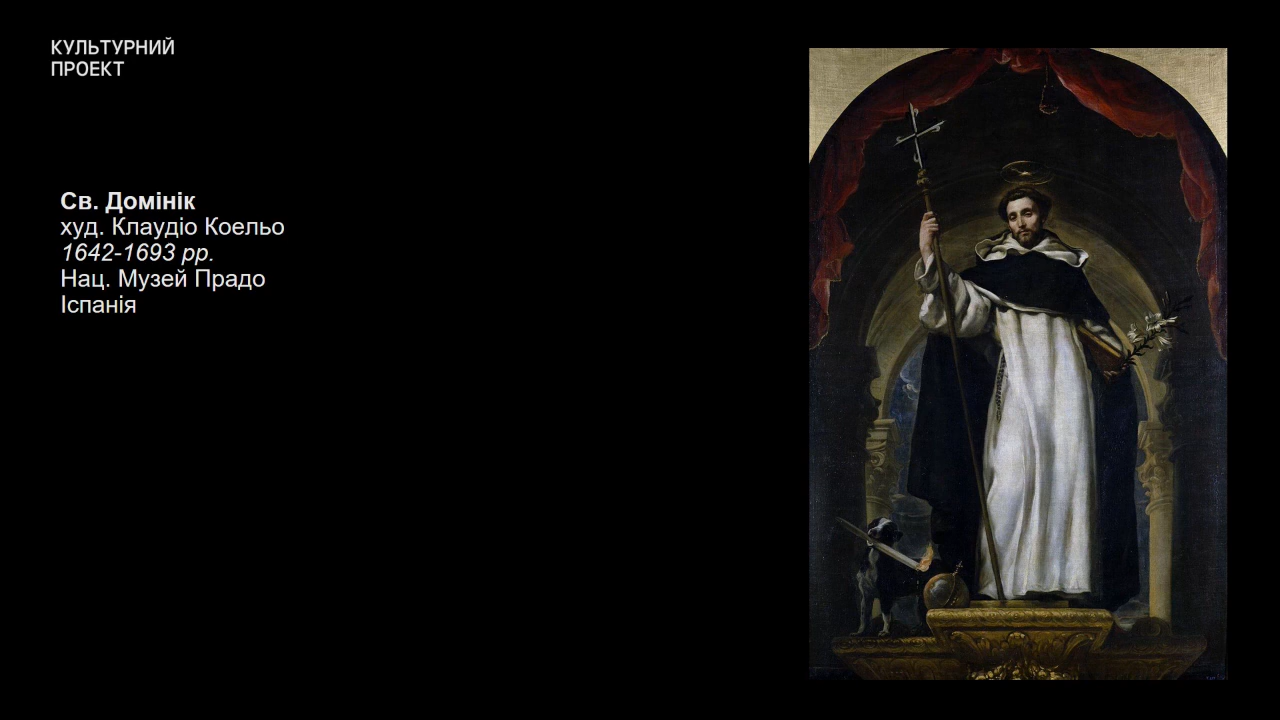 КУЛЬТУРНИЙ
ПРОЕКТ
Св. Домінік
худ. Клаудіо Коельо
1642-1693 рр.
Нац. Музей Прадо
Іспанія